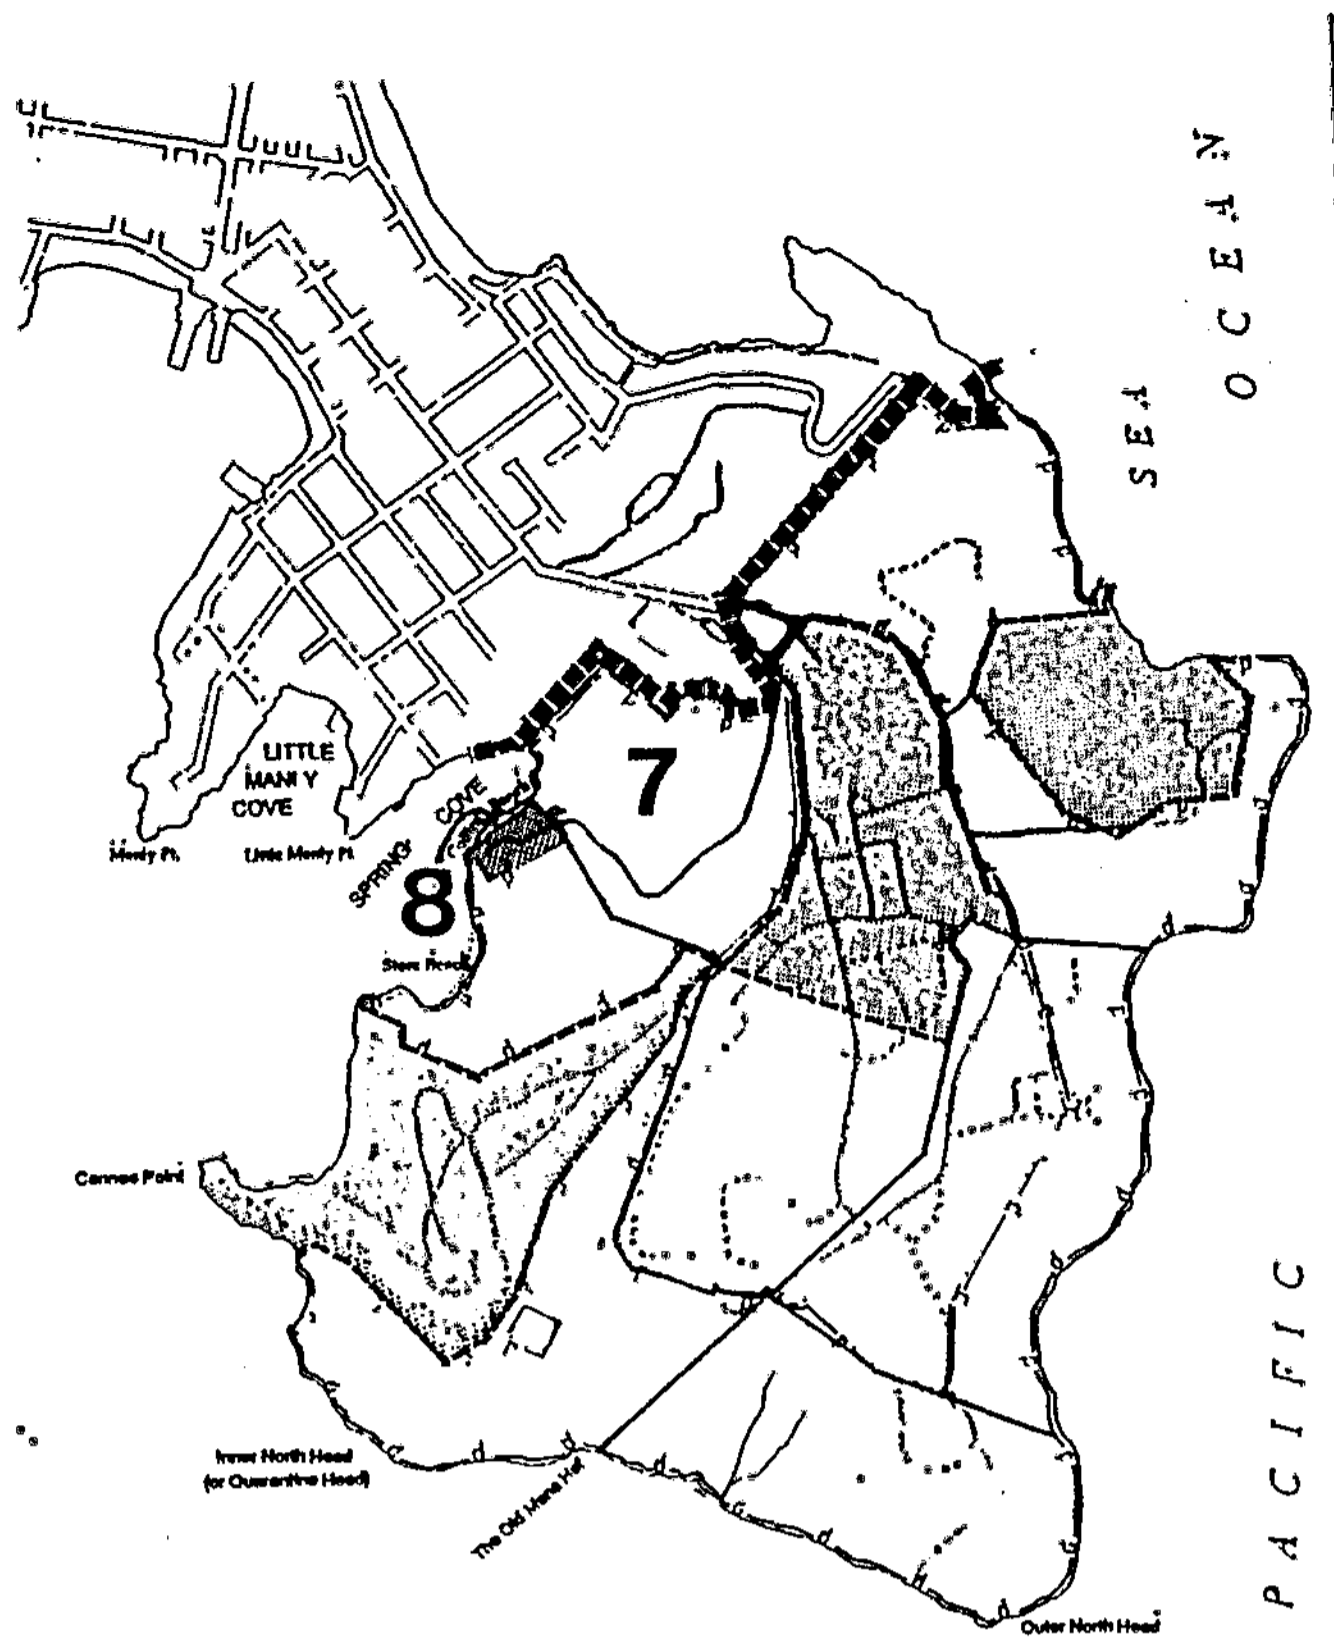 PACIFIC OCEAN
SEA
LITTLE
MANLY
COVE
7
SPRING COVE
Manly Pt.
Little Manly Pt.
8
Store Beach
Cannae Point
Inner North Head
(or Quarantine Head)
The Old Mans Hat
Outer North Head